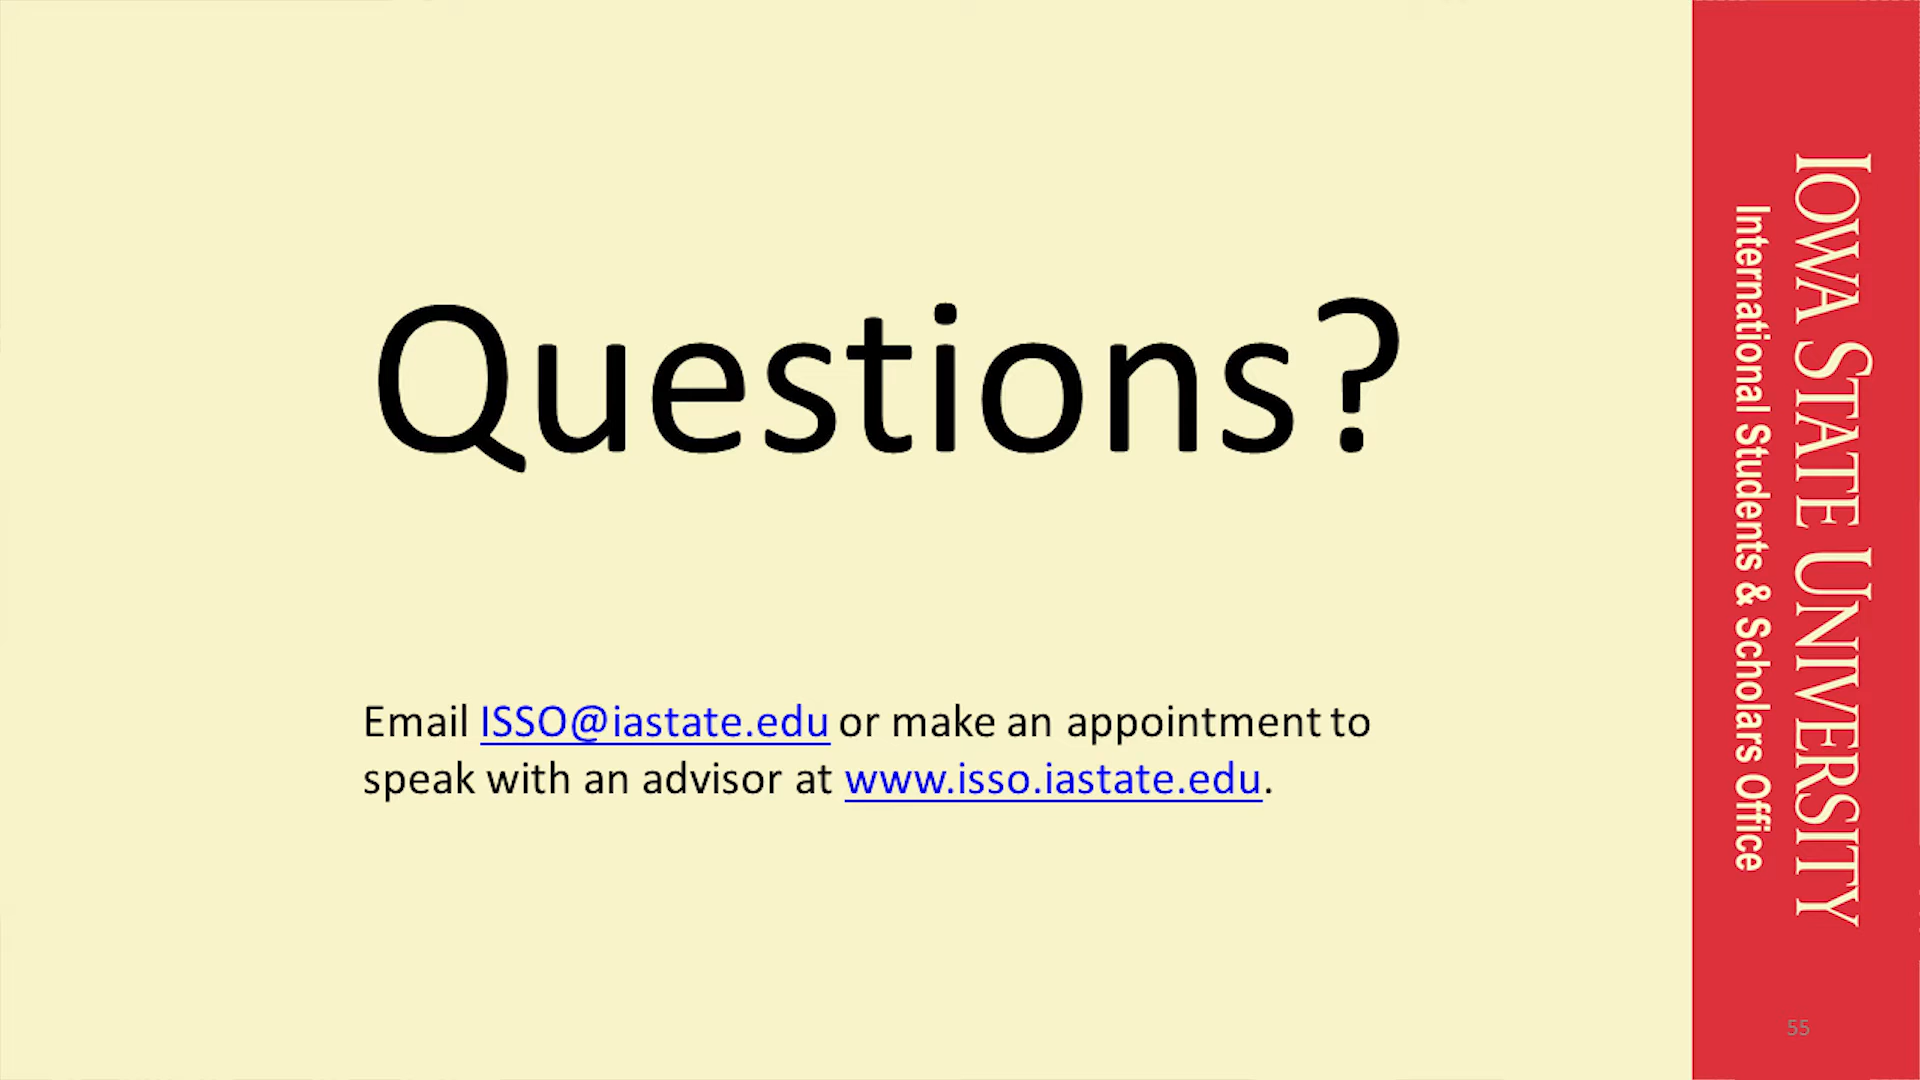 Questions?
Email ISSO@iastate.edu or make an appointment to
speak with an advisor at www.isso.iastate.edu.
IOWA STATE UNIVERSITY
International Students & Scholars Office
55